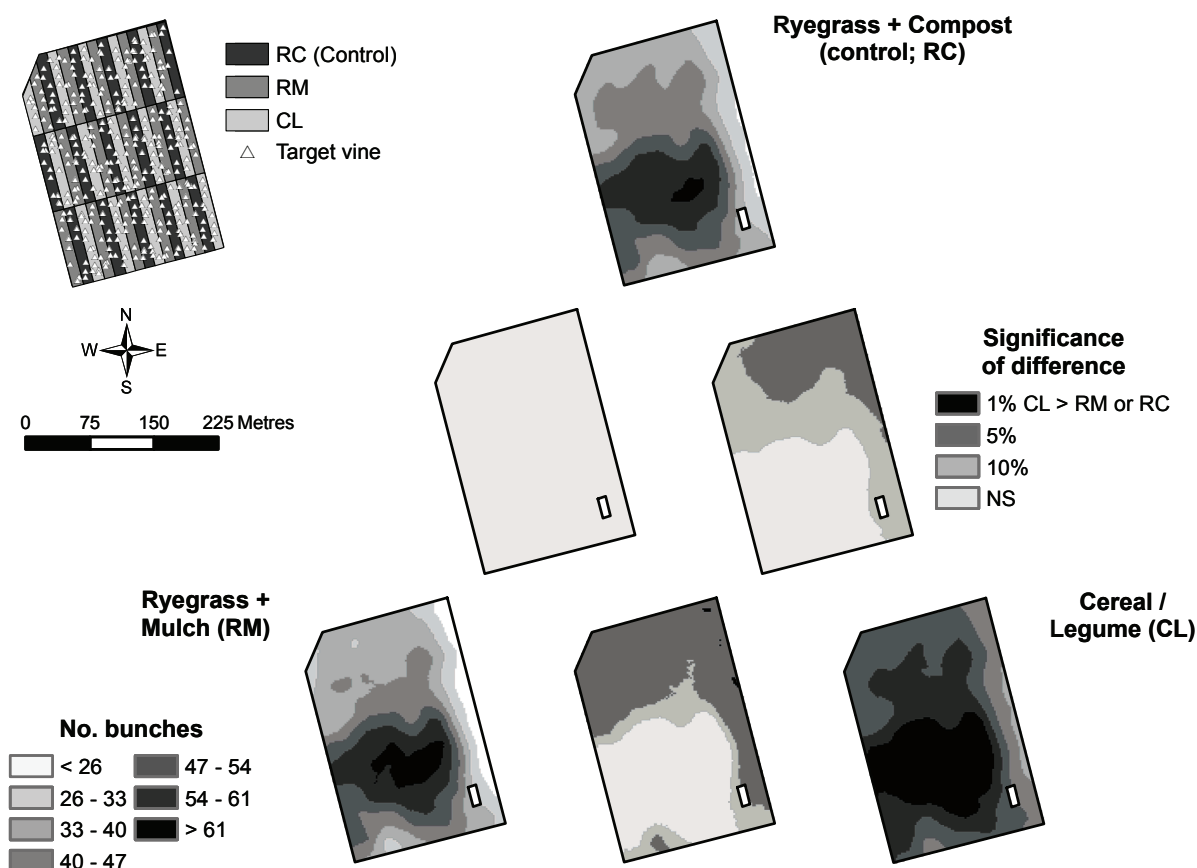 Ryegrass + Compost
(control; RC)
RC (Control)
RM
CL
Target vine
N
W
E
S
0 75 150 225 Metres
Significance
of difference
1% CL > RM or RC
5%
10%
NS
Ryegrass +
Mulch (RM)
Cereal /
Legume (CL)
No. bunches
< 26
26 - 33
33 - 40
40 - 47
47 - 54
54 - 61
> 61